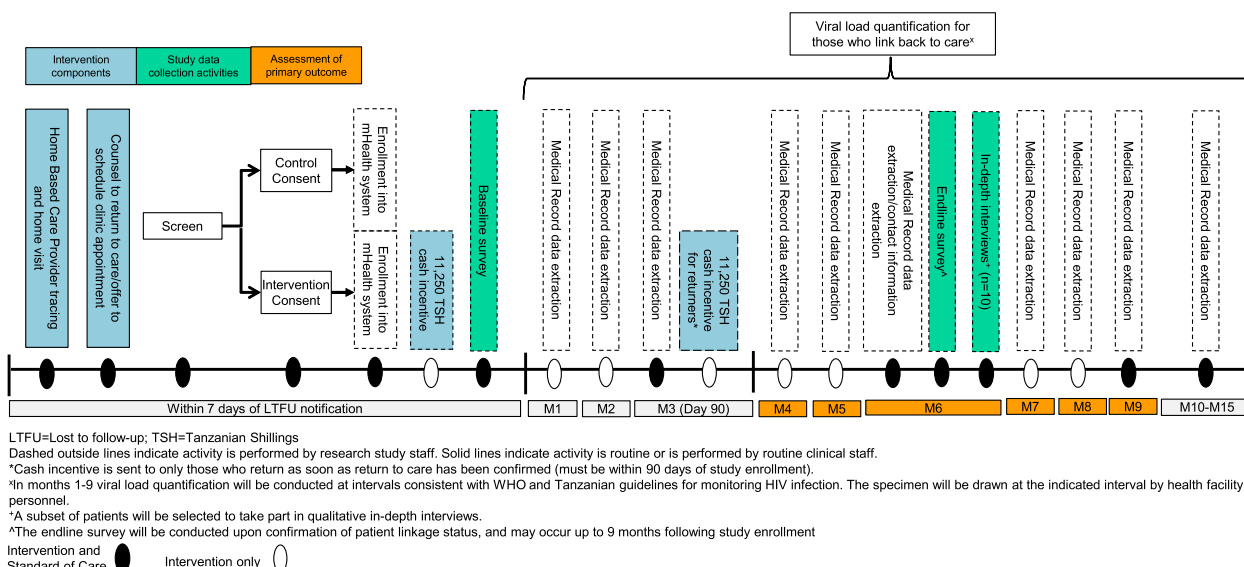 Viral load quantification for
those who link back to careˣ
Intervention
components
Study data
collection activities
Assessment of
primary outcome
Home Based Care Provider tracing
and home visit
Counsel to return to care/offer to
schedule clinic appointment
Screen
Control
Consent
Intervention
Consent
Enrollment into
mHealth system
Enrollment into
mHealth system
11,250 TSH
cash incentive
Baseline survey
Medical Record data extraction
Medical Record data extraction
Medical Record data extraction
11,250 TSH
cash incentive
for returners*
Medical Record data extraction
Medical Record data extraction
Medical Record data
extraction/contact information
extraction
Endline survey^
In-depth interviews⁺ (n=10)
Medical Record data extraction
Medical Record data extraction
Medical Record data extraction
Medical Record data extraction
Within 7 days of LTFU notification
M1
M2
M3 (Day 90)
M4
M5
M6
M7
M8
M9
M10-M15
LTFU=Lost to follow-up; TSH=Tanzanian Shillings
Dashed outside lines indicate activity is performed by research study staff. Solid lines indicate activity is routine or is performed by routine clinical staff.
*Cash incentive is sent to only those who return as soon as return to care has been confirmed (must be within 90 days of study enrollment).
ˣIn months 1-9 viral load quantification will be conducted at intervals consistent with WHO and Tanzanian guidelines for monitoring HIV infection. The specimen will be drawn at the indicated interval by health facility
personnel.
⁺A subset of patients will be selected to take part in qualitative in-depth interviews.
^The endline survey will be conducted upon confirmation of patient linkage status, and may occur up to 9 months following study enrollment
Intervention and
Standard of Care
Intervention only